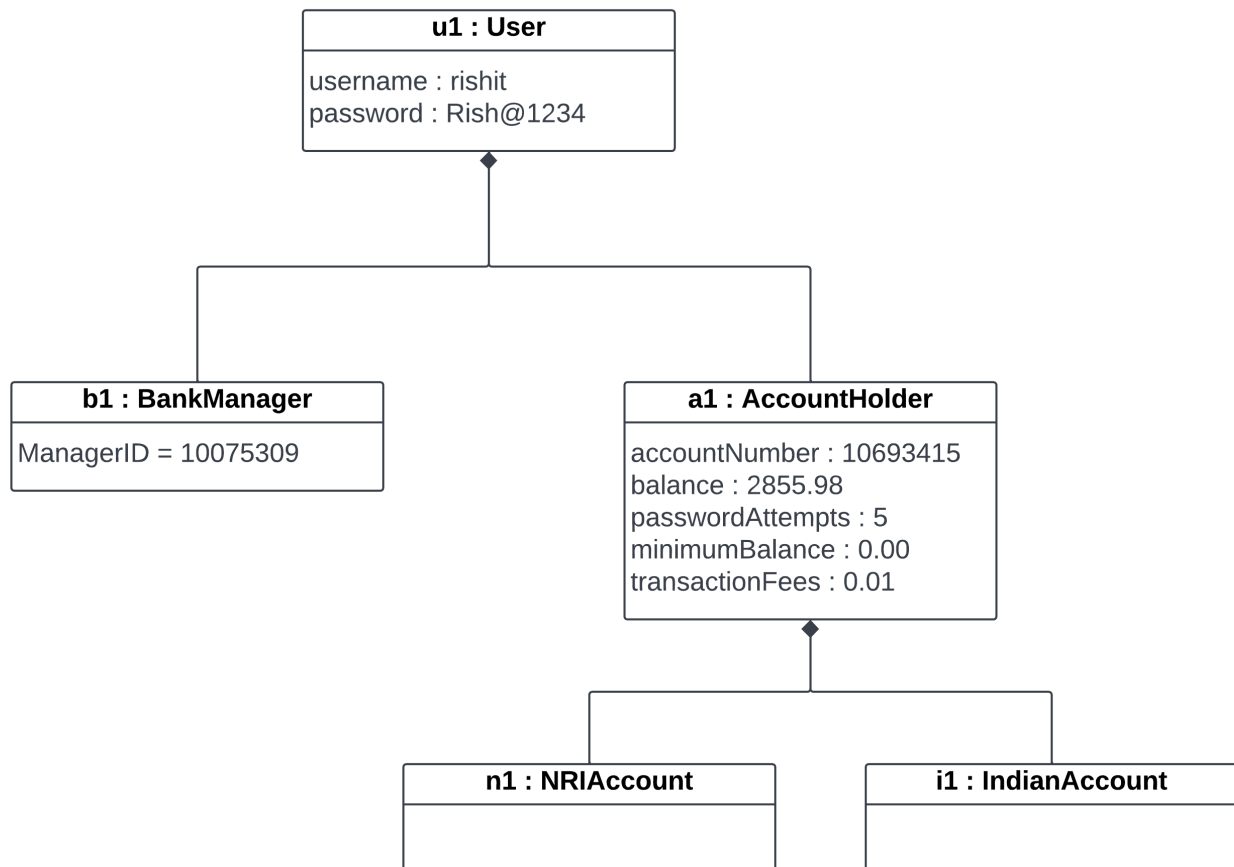 u1 : User
username : rishit
password : Rish@1234
b1 : BankManager
ManagerID = 10075309
a1 : AccountHolder
accountNumber : 10693415
balance : 2855.98
passwordAttempts : 5
minimumBalance : 0.00
transactionFees : 0.01
n1 : NRIAccount
i1 : IndianAccount